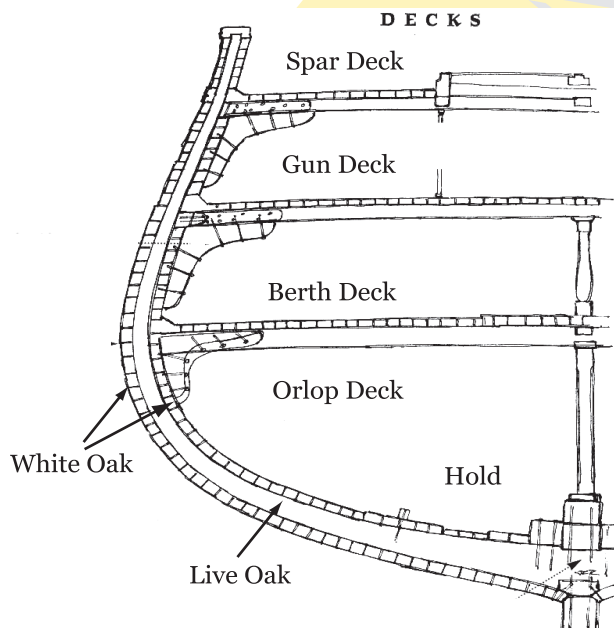 DECKS
Spar Deck
Gun Deck
Berth Deck
Orlop Deck
White Oak
Hold
Live Oak